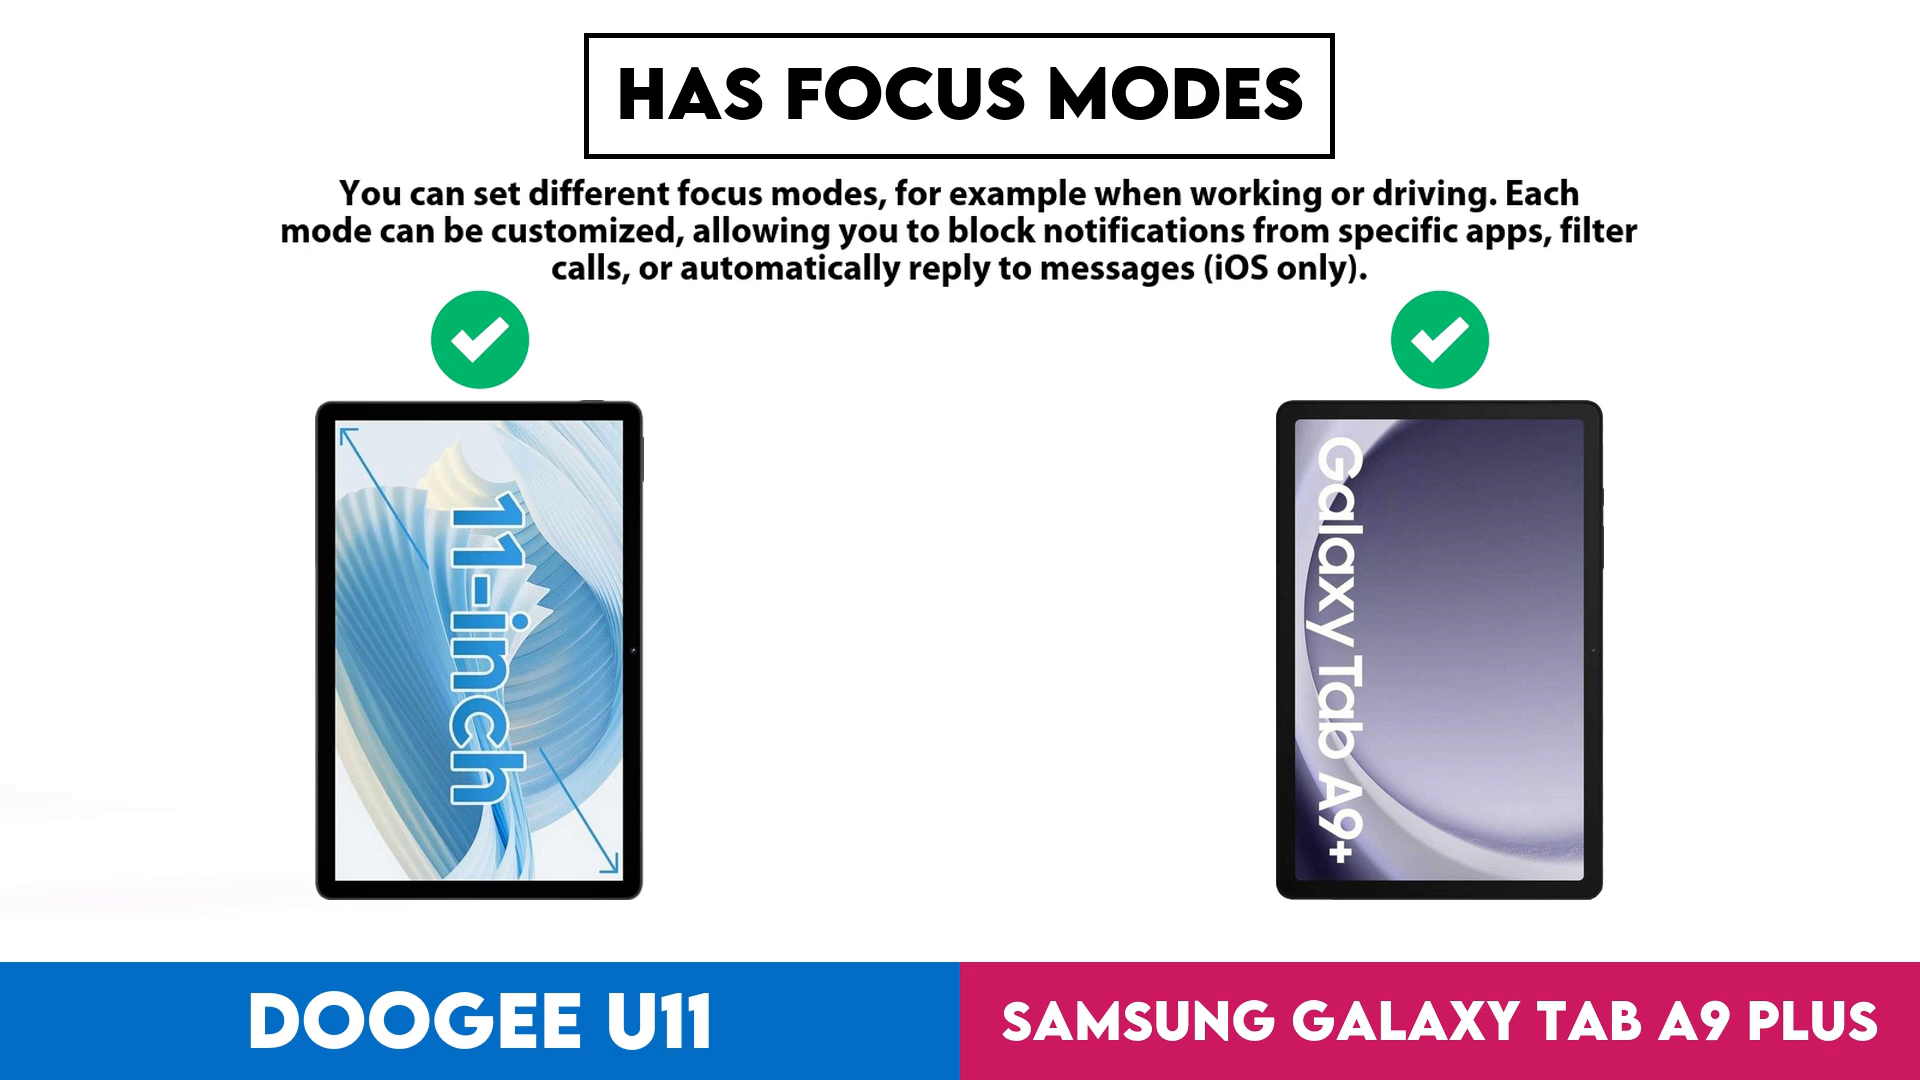 HAS FOCUS MODES
You can set different focus modes, for example when working or driving. Each
mode can be customized, allowing you to block notifications from specific apps, filter
calls, or automatically reply to messages (iOS only).
11-inch
Galaxy Tab A9+
DOOGEE U11
SAMSUNG GALAXY TAB A9 PLUS